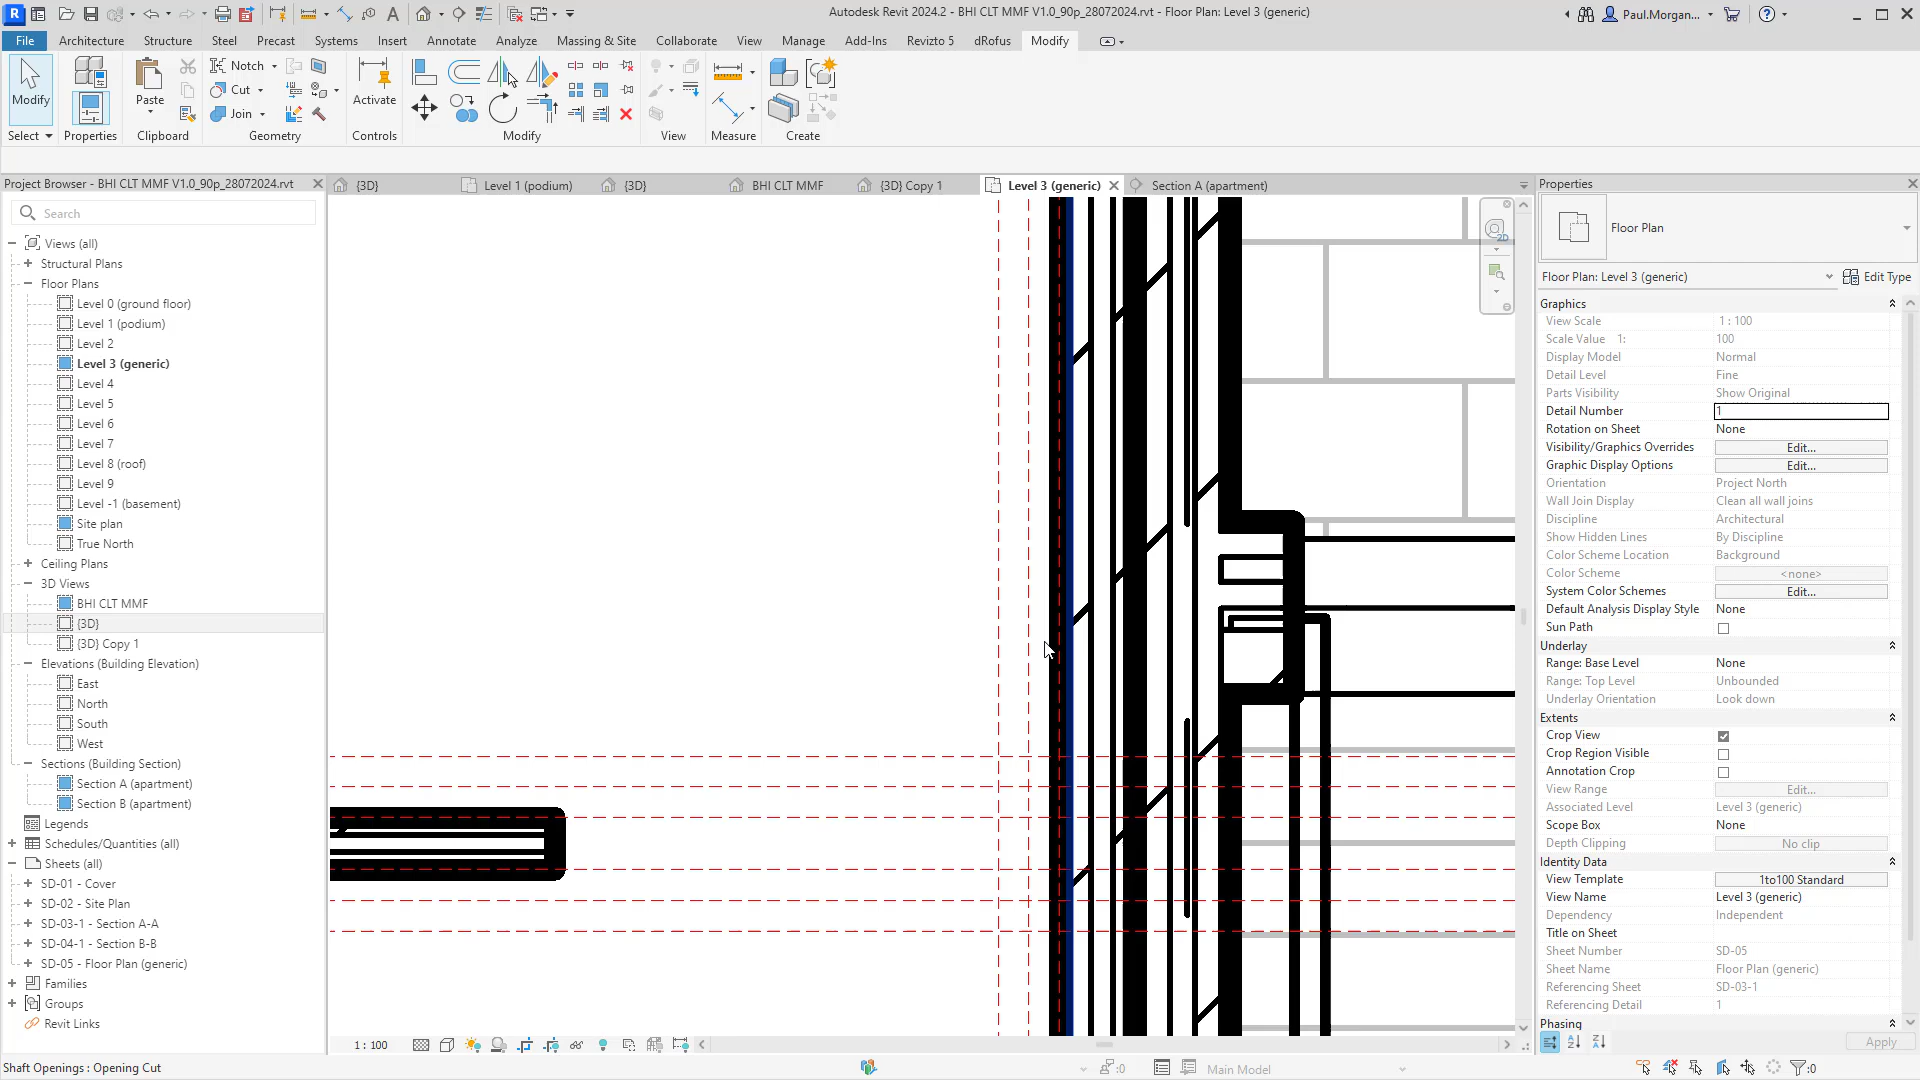 Autodesk Revit 2024.2 - BHI CLT MMF V1.0_90p_28072024.rvt - Floor Plan: Level 3 (generic)
Paul.Morgan...
File Architecture Structure Steel Precast Systems Insert Annotate Analyze Massing & Site Collaborate View Manage Add-Ins Revizto 5 dRofus Modify
Modify
Paste
Notch
Cut
Join
Activate
Select Properties Clipboard Geometry Controls Modify View Measure Create
Project Browser - BHI CLT MMF V1.0_90p_28072024.rvt
Search
Views (all)
Structural Plans
Floor Plans
Level 0 (ground floor)
Level 1 (podium)
Level 2
Level 3 (generic)
Level 4
Level 5
Level 6
Level 7
Level 8 (roof)
Level 9
Level -1 (basement)
Site plan
True North
Ceiling Plans
3D Views
BHI CLT MMF
{3D}
{3D} Copy 1
Elevations (Building Elevation)
East
North
South
West
Sections (Building Section)
Section A (apartment)
Section B (apartment)
Legends
Schedules/Quantities (all)
Sheets (all)
SD-01 - Cover
SD-02 - Site Plan
SD-03-1 - Section A-A
SD-04-1 - Section B-B
SD-05 - Floor Plan (generic)
Families
Groups
Revit Links
{3D} Level 1 (podium) {3D} BHI CLT MMF {3D} Copy 1 Level 3 (generic) Section A (apartment)
2D
Properties
Floor Plan
Floor Plan: Level 3 (generic) Edit Type
Graphics
View Scale 1 : 100
Scale Value 1: 100
Display Model Normal
Detail Level Fine
Parts Visibility Show Original
Detail Number 1
Rotation on Sheet None
Visibility/Graphics Overrides Edit...
Graphic Display Options Edit...
Orientation Project North
Wall Join Display Clean all wall joins
Discipline Architectural
Show Hidden Lines By Discipline
Color Scheme Location Background
Color Scheme <none>
System Color Schemes Edit...
Default Analysis Display Style None
Sun Path
Underlay
Range: Base Level None
Range: Top Level Unbounded
Underlay Orientation Look down
Extents
Crop View
Crop Region Visible
Annotation Crop
View Range Edit...
Associated Level Level 3 (generic)
Scope Box None
Depth Clipping No clip
Identity Data
View Template 1to100 Standard
View Name Level 3 (generic)
Dependency Independent
Title on Sheet
Sheet Number SD-05
Sheet Name Floor Plan (generic)
Referencing Sheet SD-03-1
Referencing Detail 1
Phasing
Apply
1 : 100
Shaft Openings : Opening Cut
:0
Main Model
:0